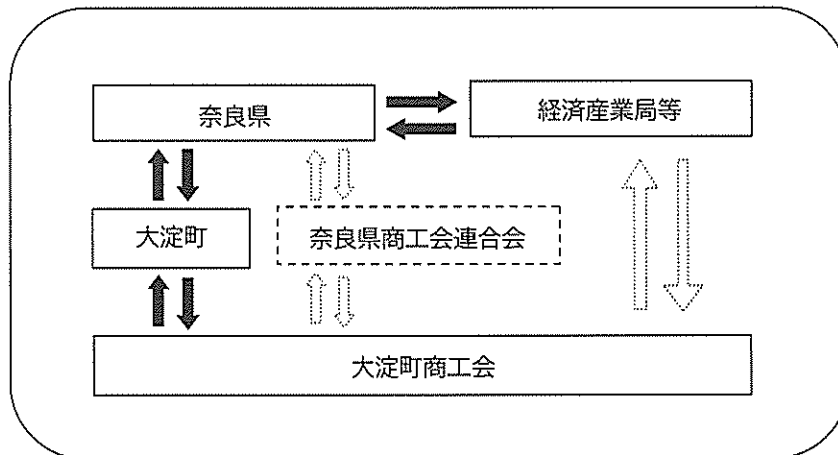 奈良県
経済産業局等
大淀町
奈良県商工会連合会
大淀町商工会